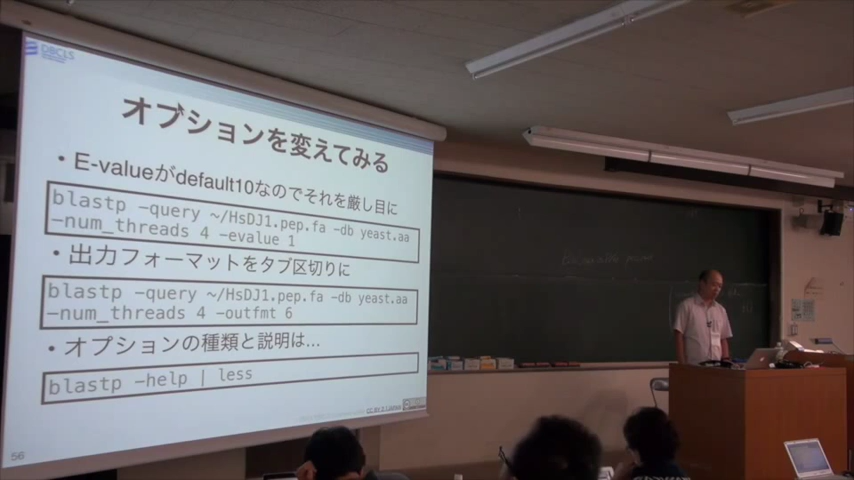 DBCLS
オプションを変えてみる
・E-valueがdefault10なのでそれを厳し目に
blastp −query ~/HsDJ1.pep.fa −db yeast.aa
−num_threads 4 −evalue 1
・出力フォーマットをタブ区切りに
blastp −query ~/HsDJ1.pep.fa −db yeast.aa
−num_threads 4 −outfmt 6
・オプションの種類と説明は...
blastp −help | less
56